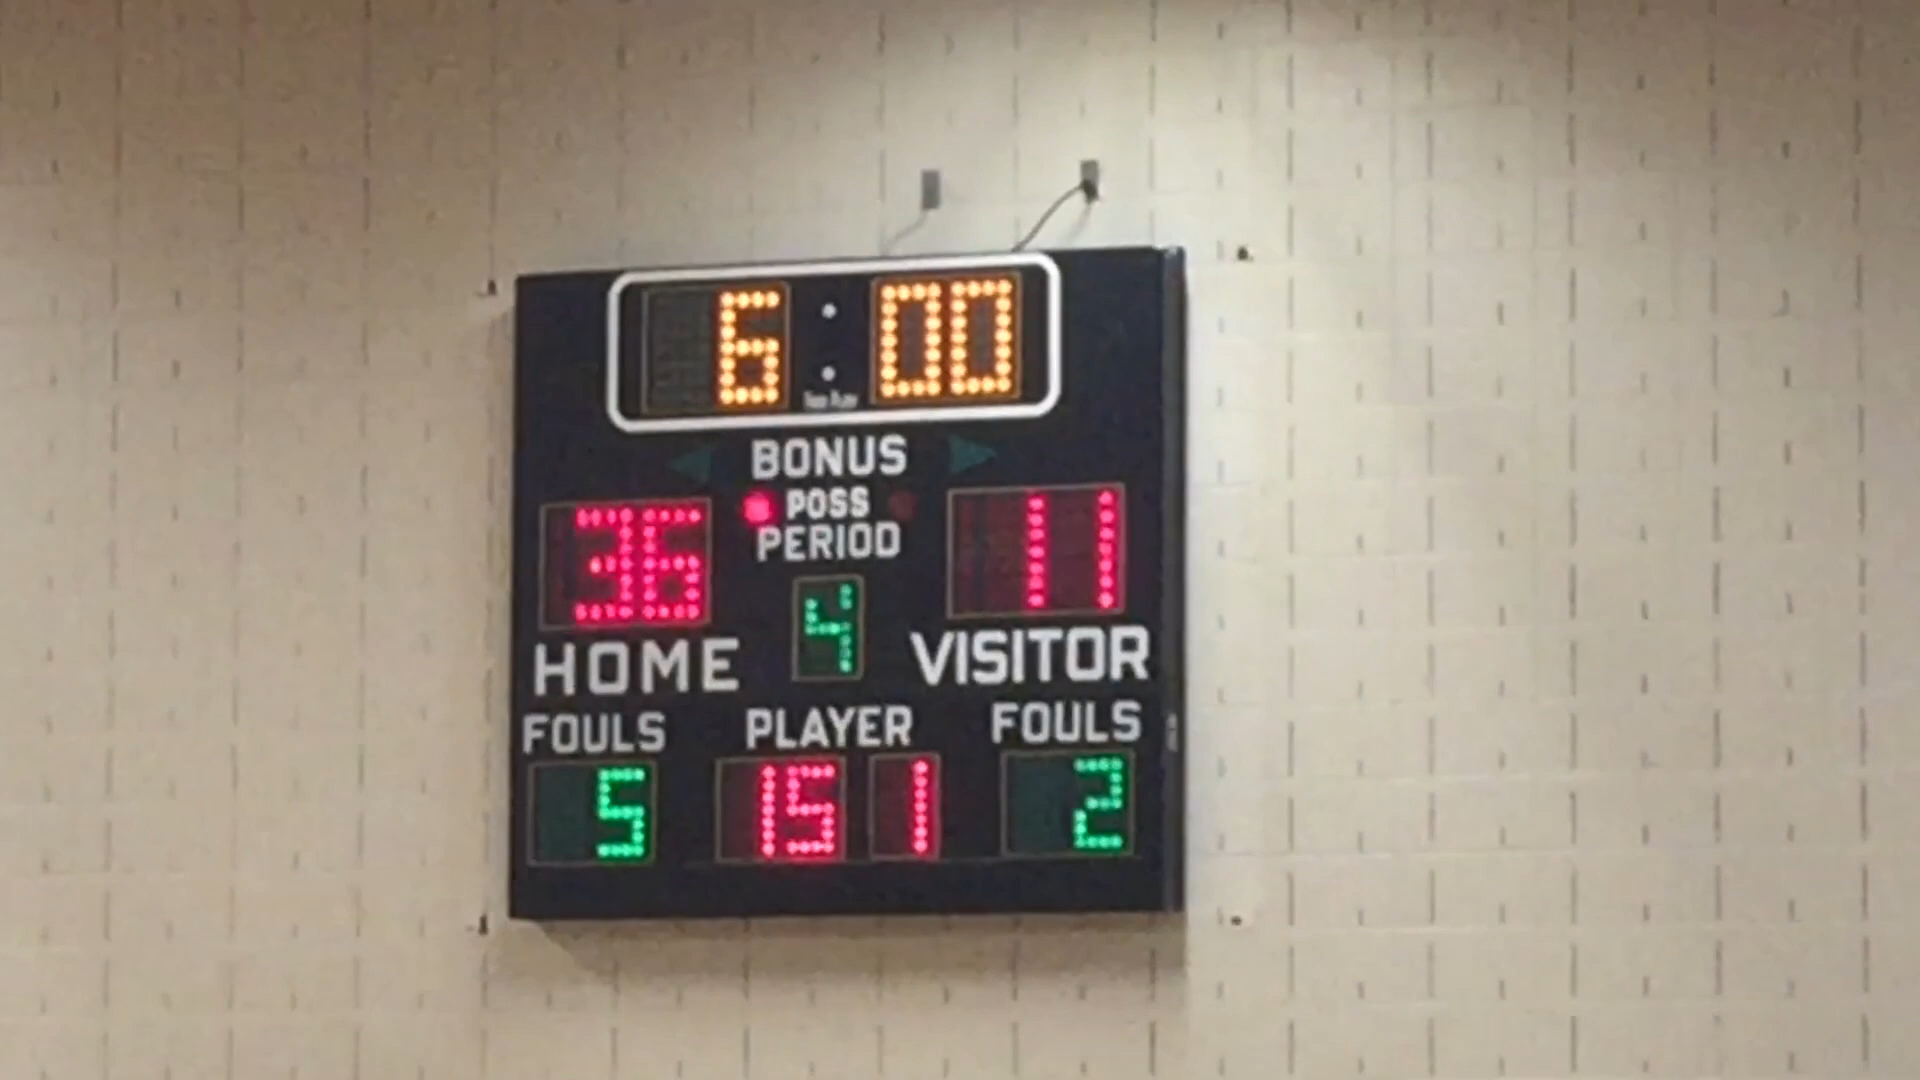 6:00
BONUS
POSS
PERIOD
36 4 11
HOME VISITOR
FOULS PLAYER FOULS
5 15 1 2